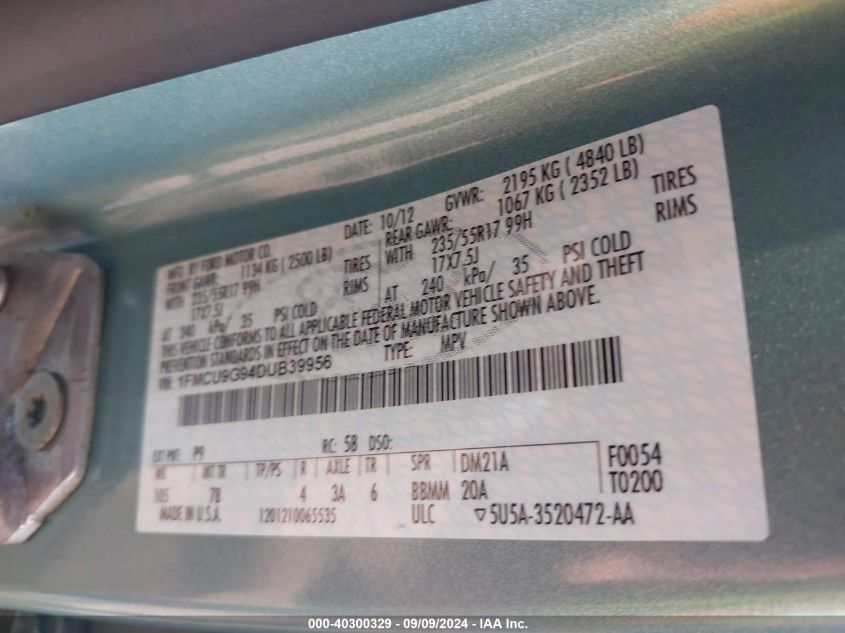 MFD. BY FORD MOTOR CO.
DATE: 10/12 GVWR: 2195 KG ( 4840 LB)
FRONT GAWR: 1134 KG ( 2500 LB) REAR GAWR: 1067 KG ( 2352 LB)
WITH 235/55R17 99H TIRES WITH 235/55R17 99H TIRES
17X7.5J RIMS 17X7.5J RIMS
AT 240 kPa/ 35 PSI COLD AT 240 kPa/ 35 PSI COLD
THIS VEHICLE CONFORMS TO ALL APPLICABLE FEDERAL MOTOR VEHICLE SAFETY AND THEFT
PREVENTION STANDARDS IN EFFECT ON THE DATE OF MANUFACTURE SHOWN ABOVE.
VIN: 1FMCU9G94DUB39956 TYPE: MPV
EXT PNT: P9 RC: 58 DSO:
WB INT TR TP/PS R AXLE TR SPR DM21A F0054
105 78 4 3A 6 BBMM 20A T0200
MADE IN U.S.A. 1201210065535 ULC ▽5U5A-3520472-AA
000-40300329 - 09/09/2024 - IAA Inc.